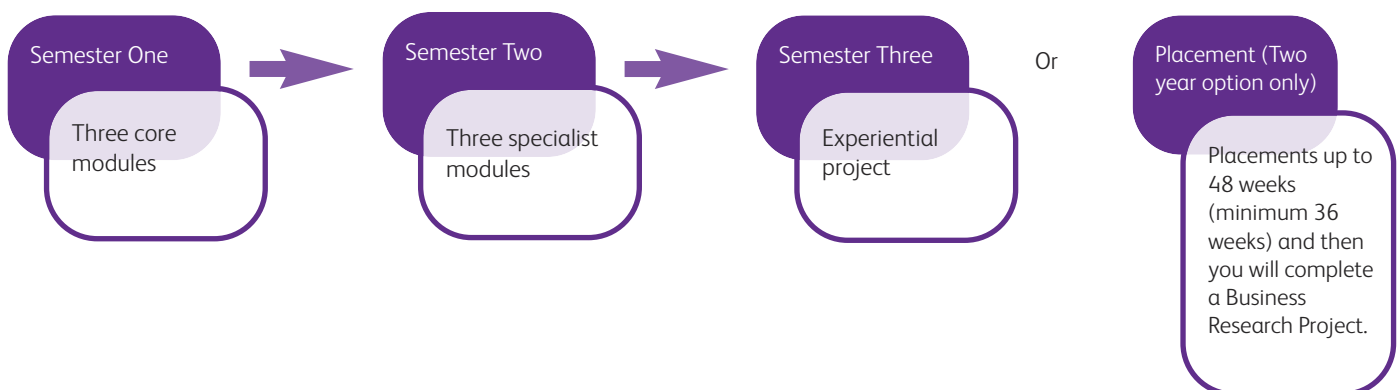 Semester One
Three core
modules
Semester Two
Three specialist
modules
Semester Three
Experiential
project
Or
Placement (Two
year option only)
Placements up to
48 weeks
(minimum 36
weeks) and then
you will complete
a Business
Research Project.